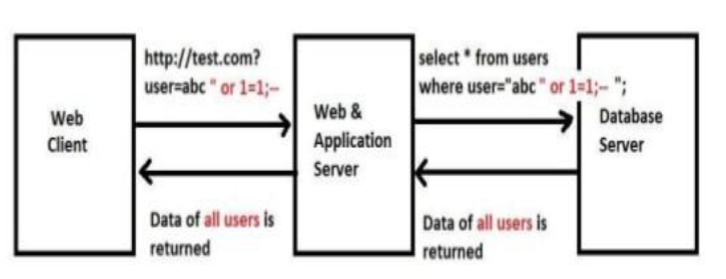 Web
Client
http://test.com?
user=abc " or 1=1;--
Data of all users is
returned
Web &
Application
Server
select * from users
where user="abc " or 1=1;-- ";
Data of all users is
returned
Database
Server